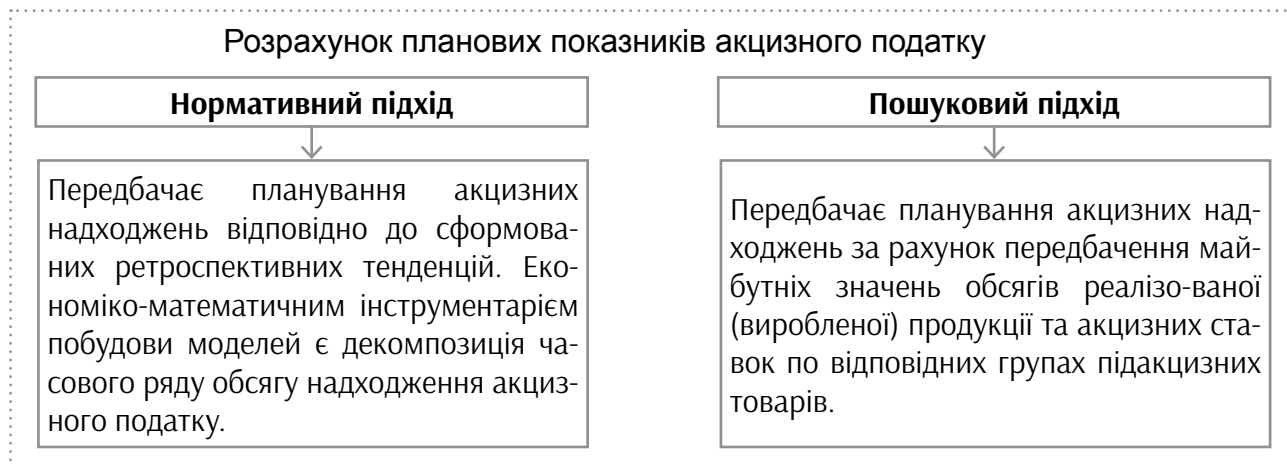 Розрахунок планових показників акцизного податку
Нормативний підхід
Передбачає планування акцизних
надходжень відповідно до сформова-
них ретроспективних тенденцій. Еко-
номіко-математичним інструментарієм
побудови моделей є декомпозиція ча-
сового ряду обсягу надходження акциз-
ного податку.
Пошуковий підхід
Передбачає планування акцизних над-
ходжень за рахунок передбачення май-
бутніх значень обсягів реалізо-ваної
(виробленої) продукції та акцизних ста-
вок по відповідних групах підакцизних
товарів.